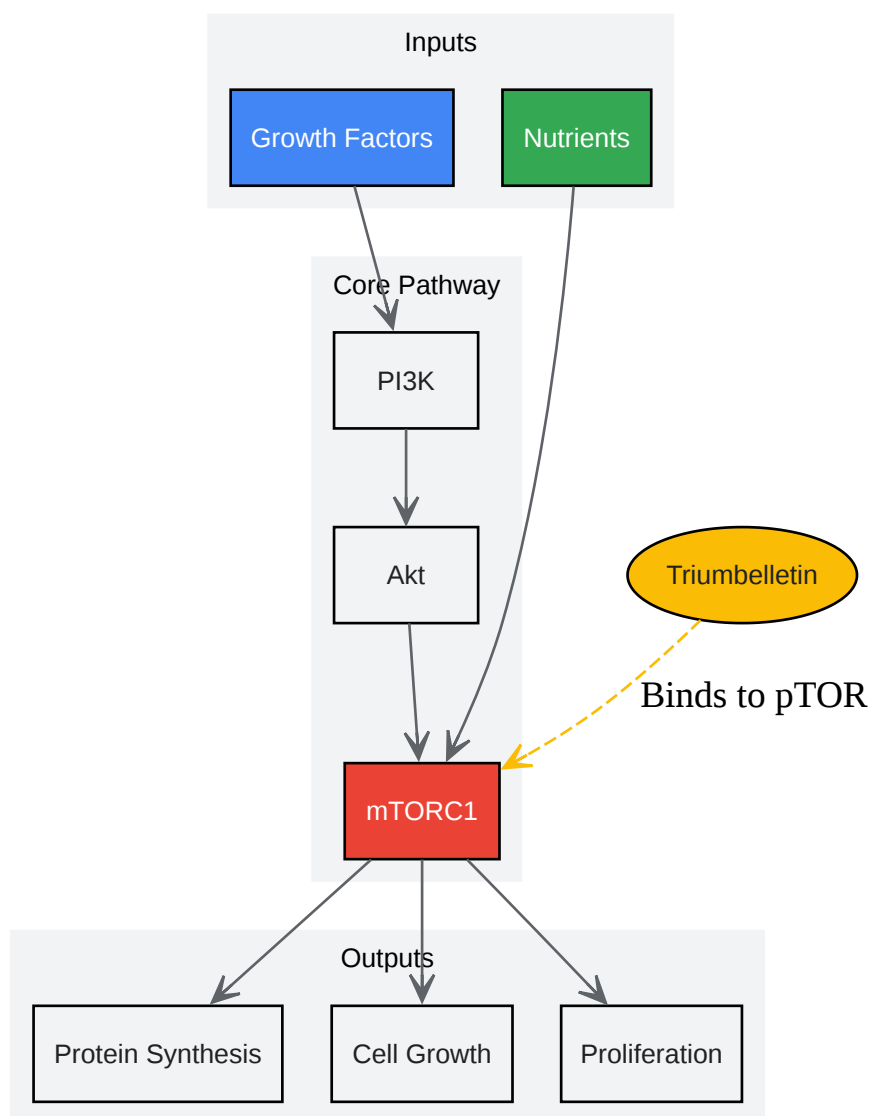 Inputs
Growth Factors
Nutrients
Core Pathway
PI3K
Akt
Triumbelletin
Binds to pTOR
mTORC1
Outputs
Protein Synthesis
Cell Growth
Proliferation